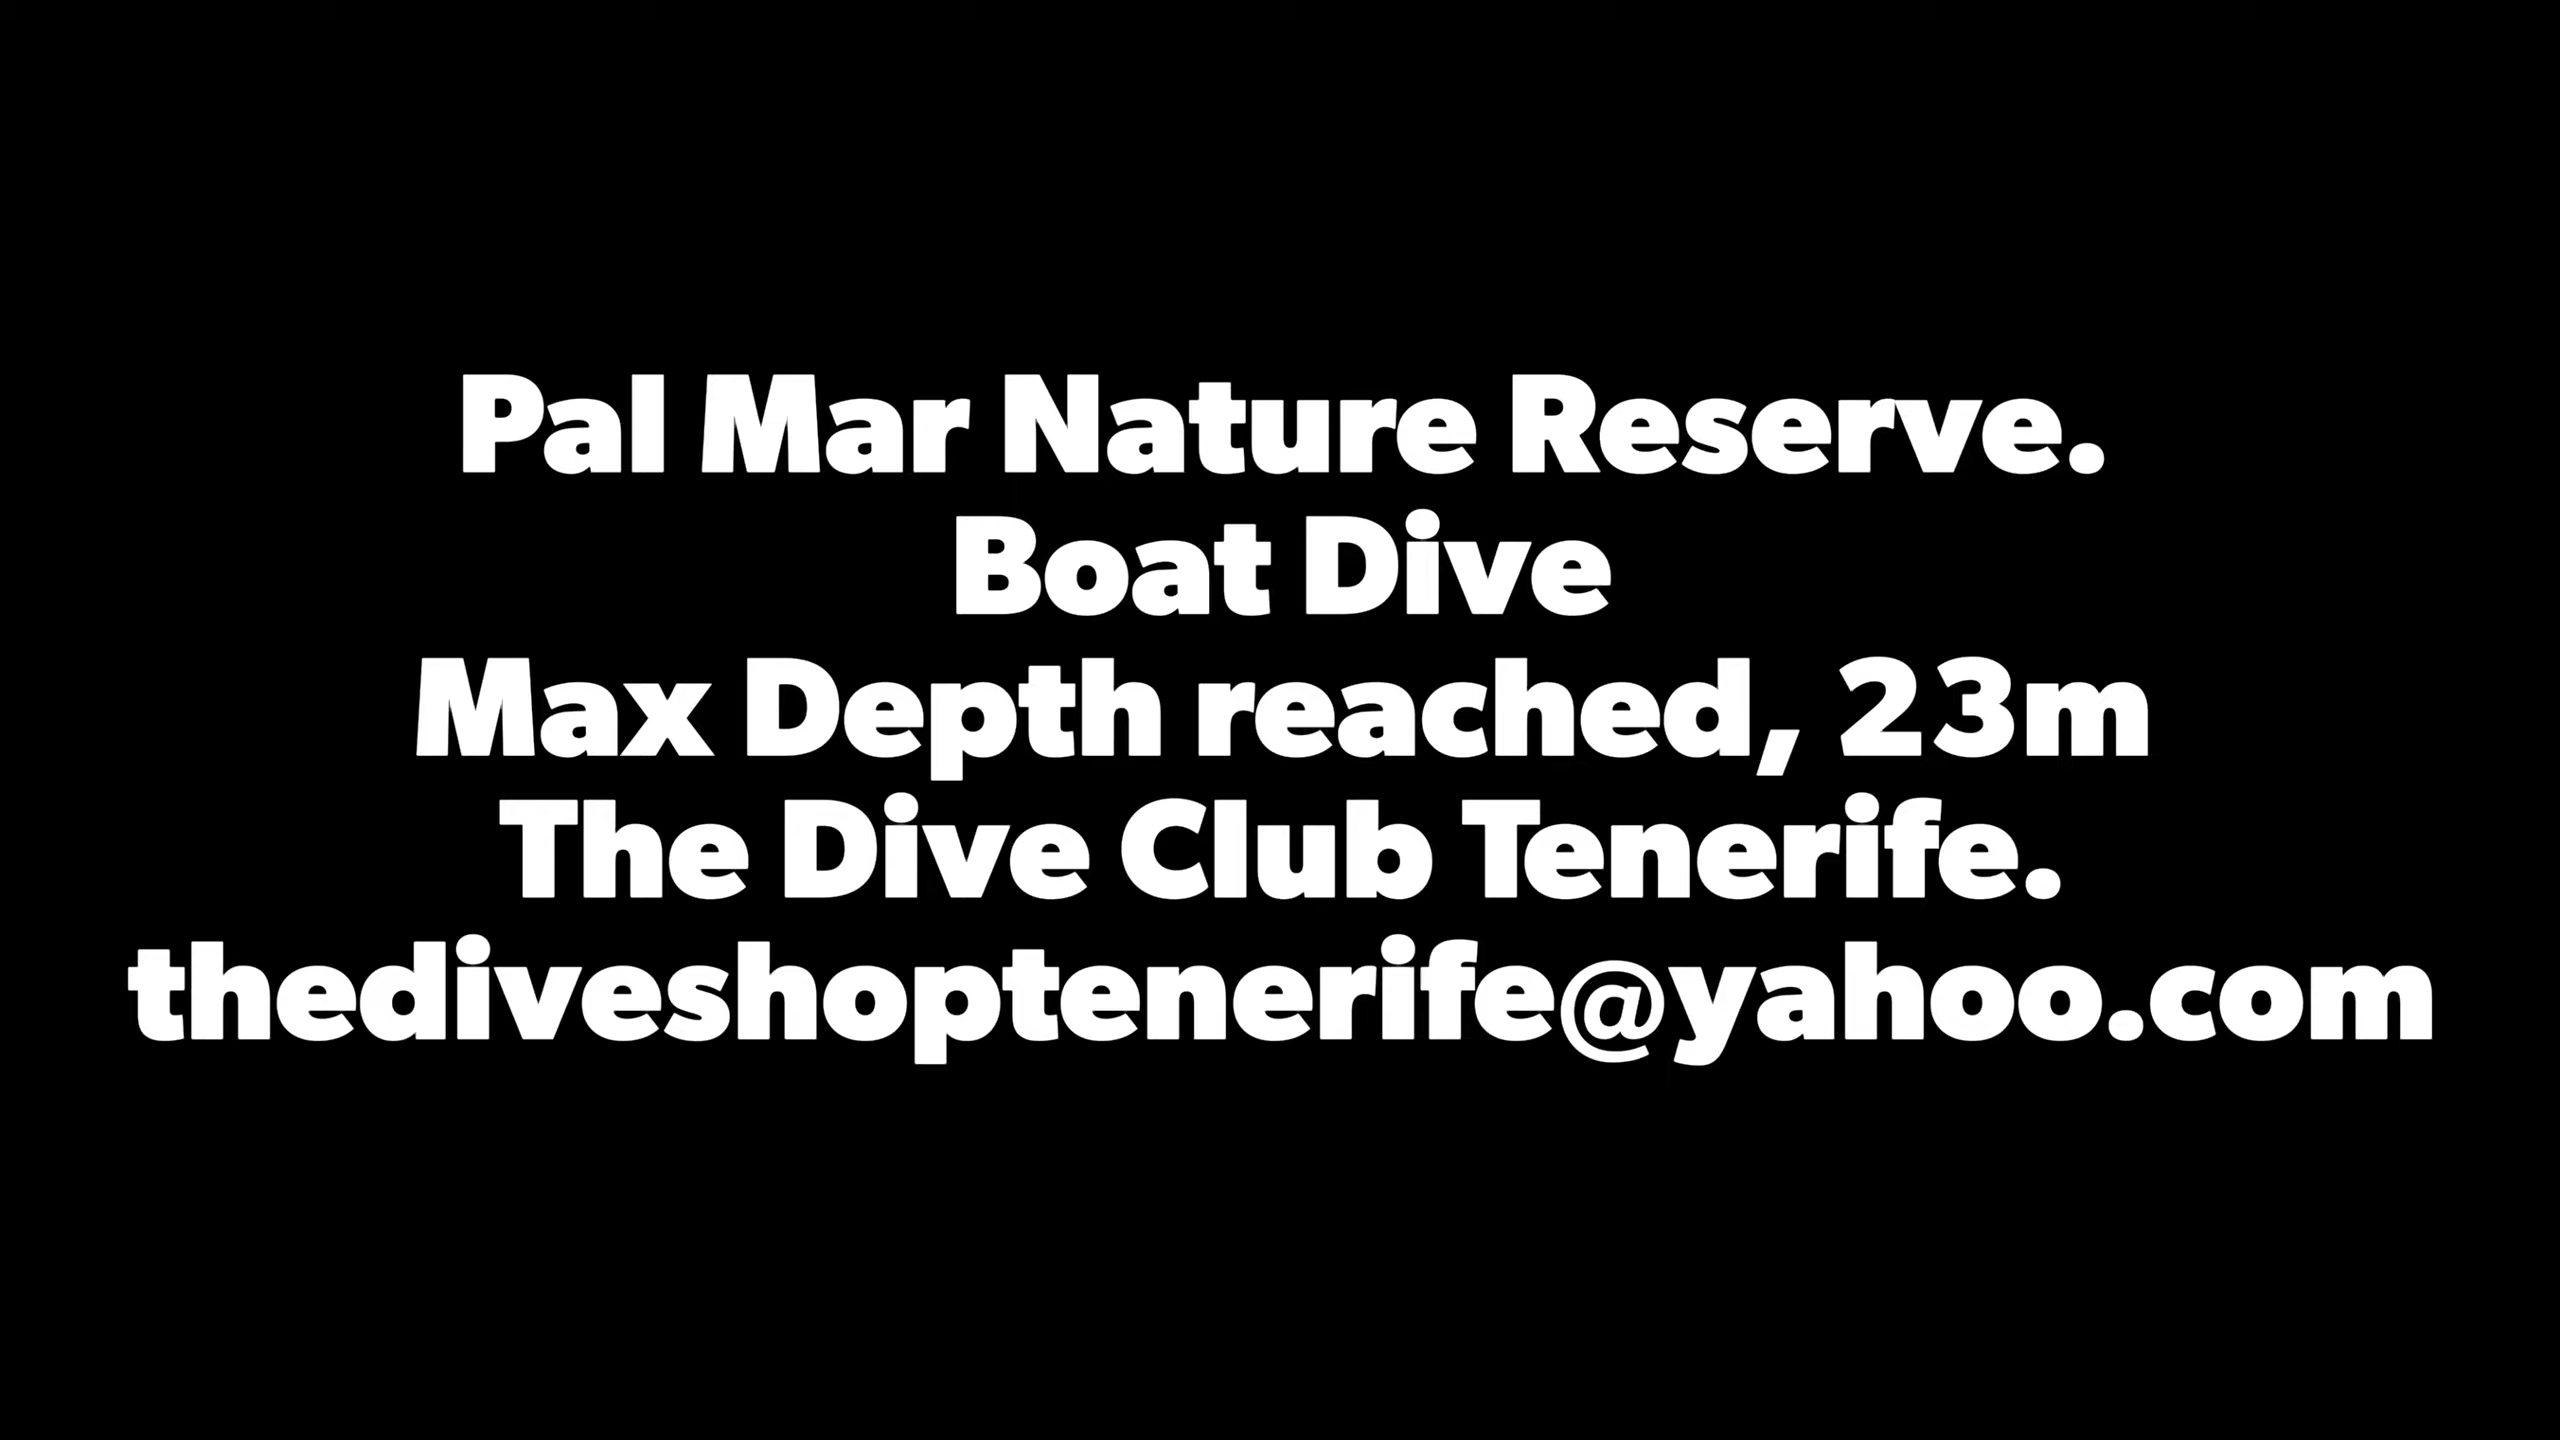 Pal Mar Nature Reserve.
Boat Dive
Max Depth reached, 23m
The Dive Club Tenerife.
thediveshoptenerife@yahoo.com